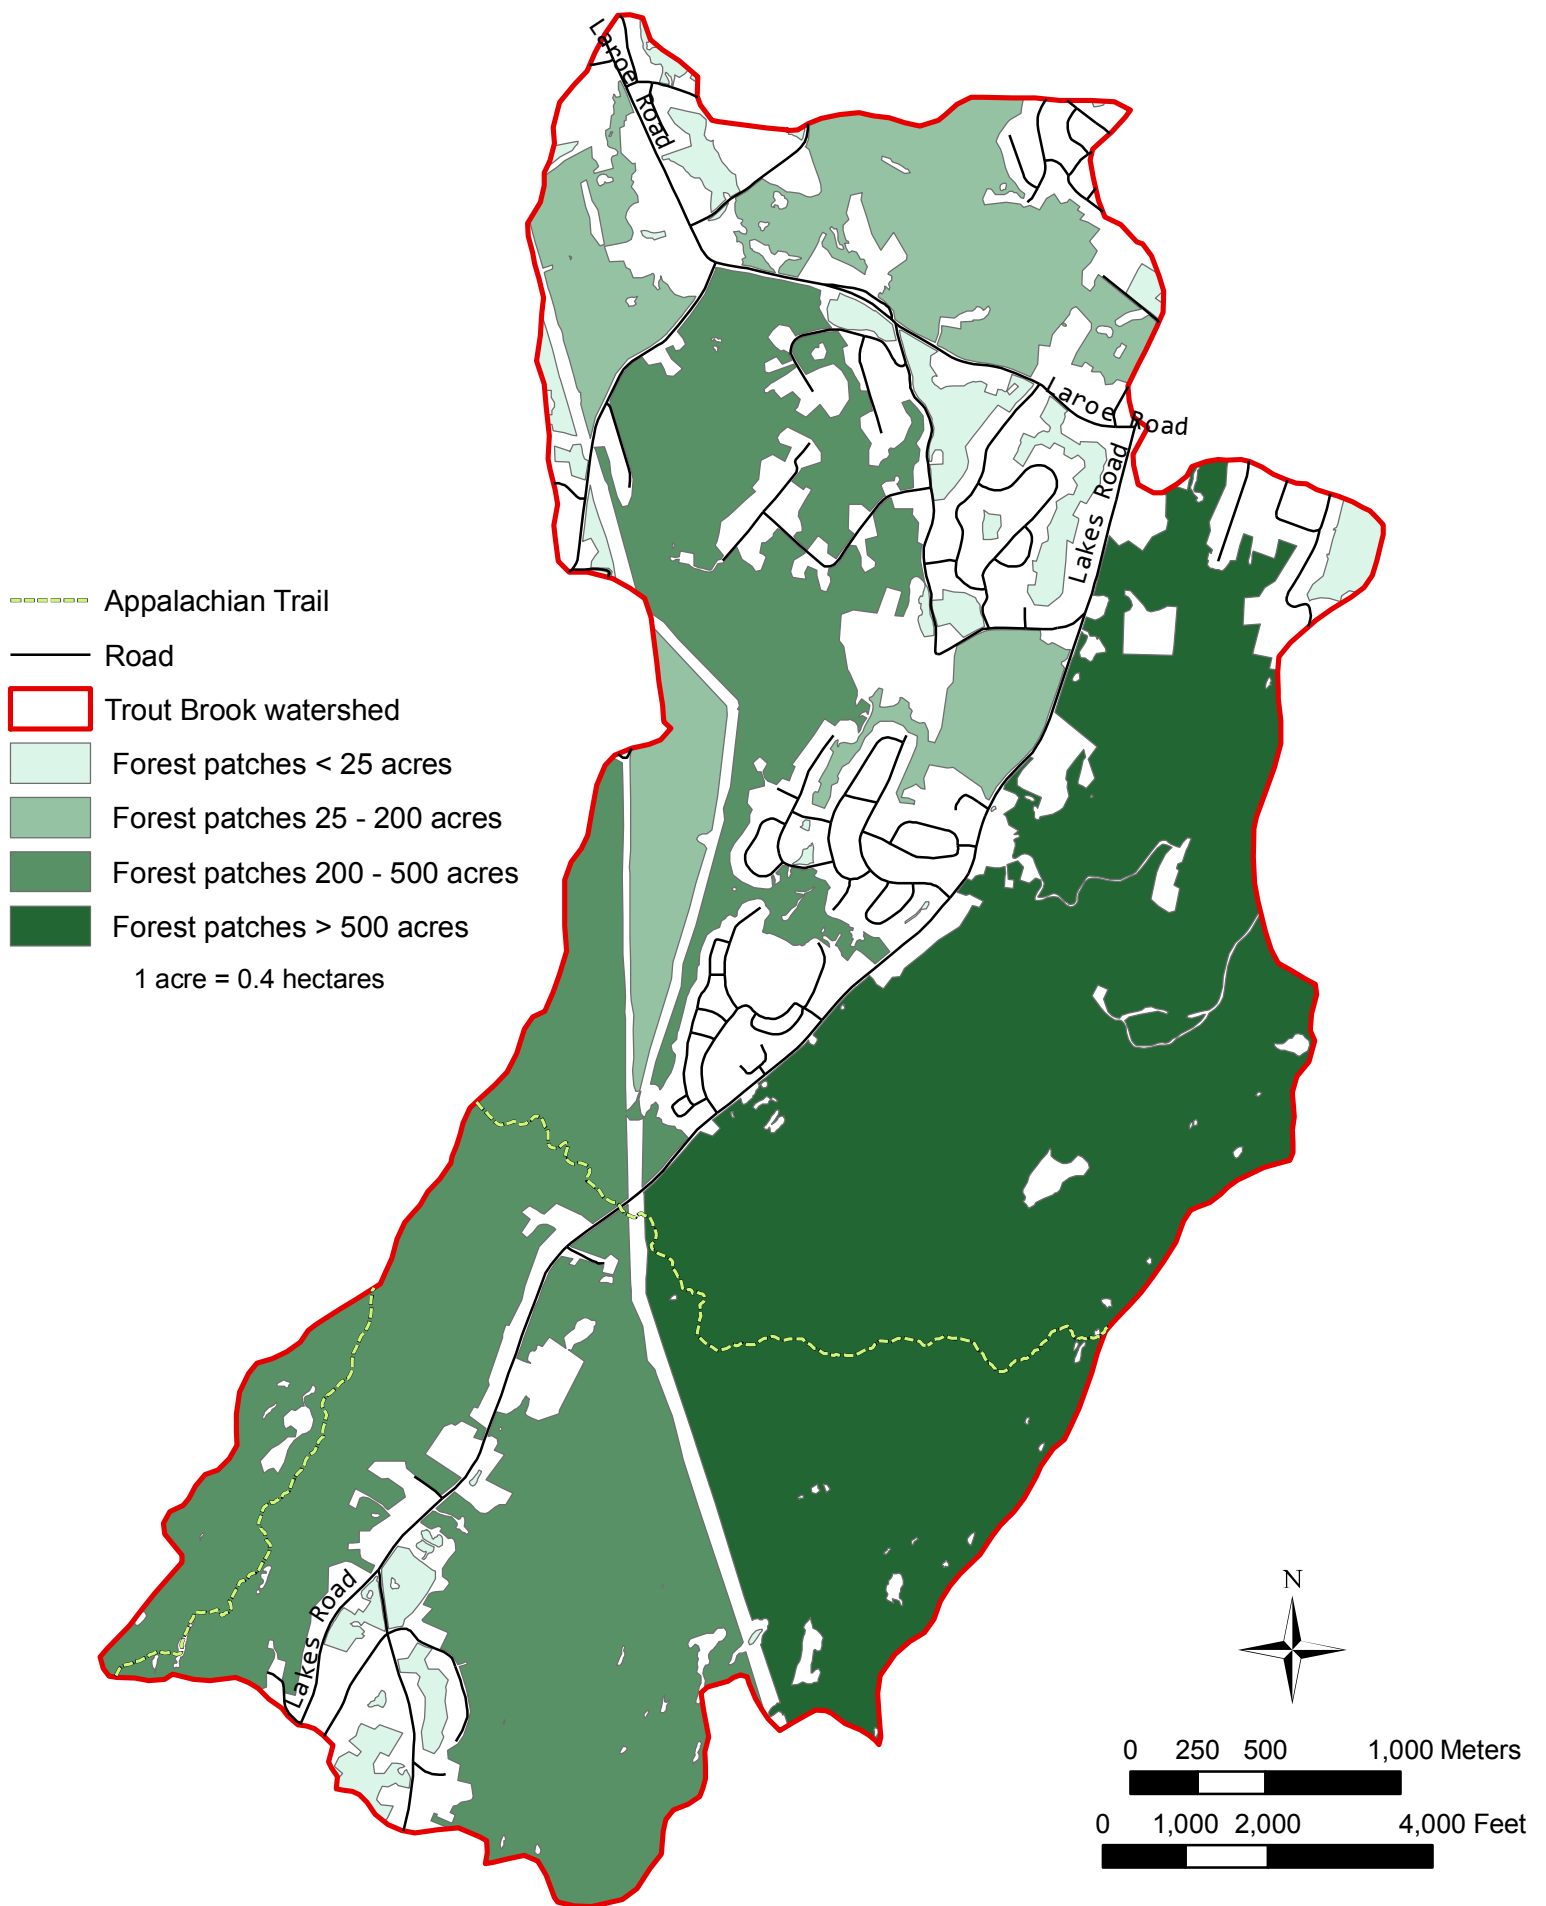 Laroe Road
Laroe Road
Lakes Road
Appalachian Trail
Road
Trout Brook watershed
Forest patches < 25 acres
Forest patches 25 - 200 acres
Forest patches 200 - 500 acres
Forest patches > 500 acres
1 acre = 0.4 hectares
Lakes Road
N
0 250 500 1,000 Meters
0 1,000 2,000 4,000 Feet